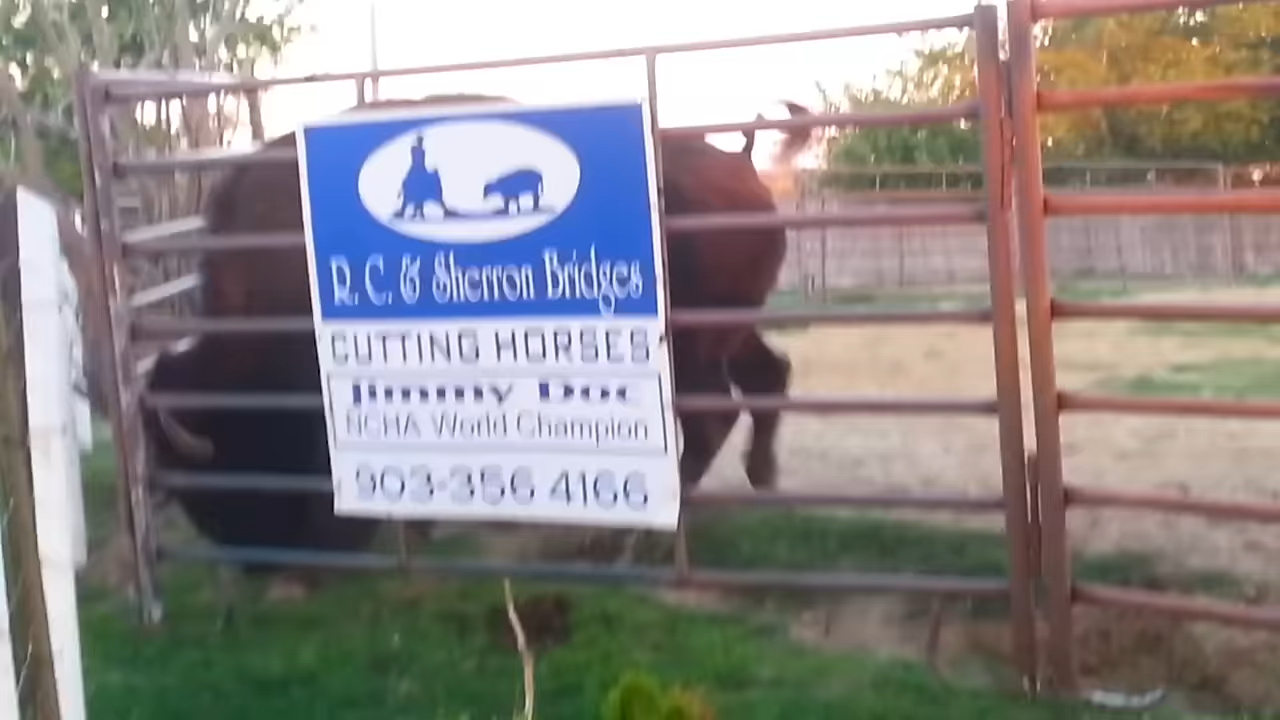 R. C. & Sherron Bridges
CUTTING HORSES
Jimmy Doc
NCHA World Champion
903-356 4166